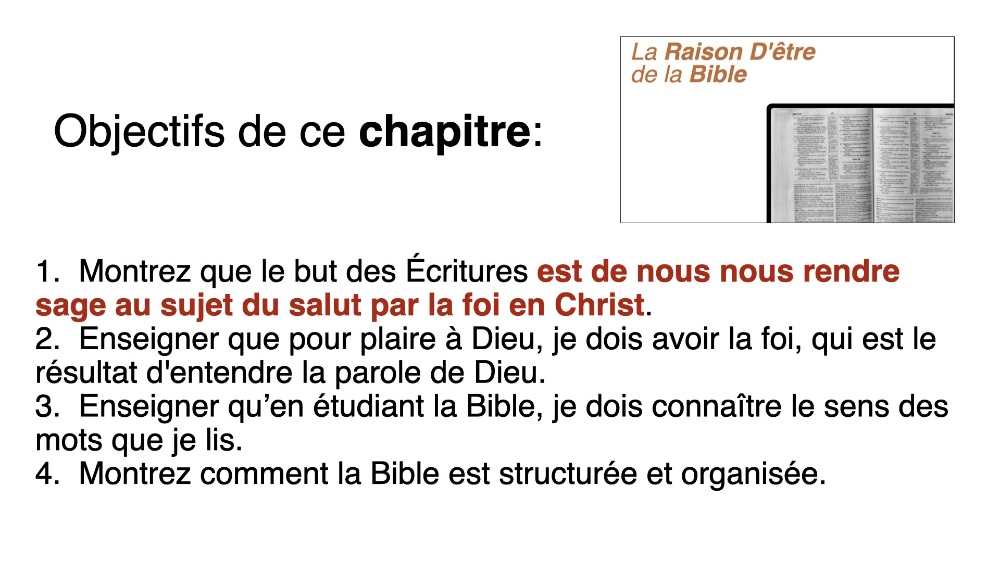 La Raison D'être
de la Bible
Objectifs de ce chapitre:
1. Montrez que le but des Écritures est de nous nous rendre
sage au sujet du salut par la foi en Christ.
2. Enseigner que pour plaire à Dieu, je dois avoir la foi, qui est le
résultat d'entendre la parole de Dieu.
3. Enseigner qu’en étudiant la Bible, je dois connaître le sens des
mots que je lis.
4. Montrez comment la Bible est structurée et organisée.